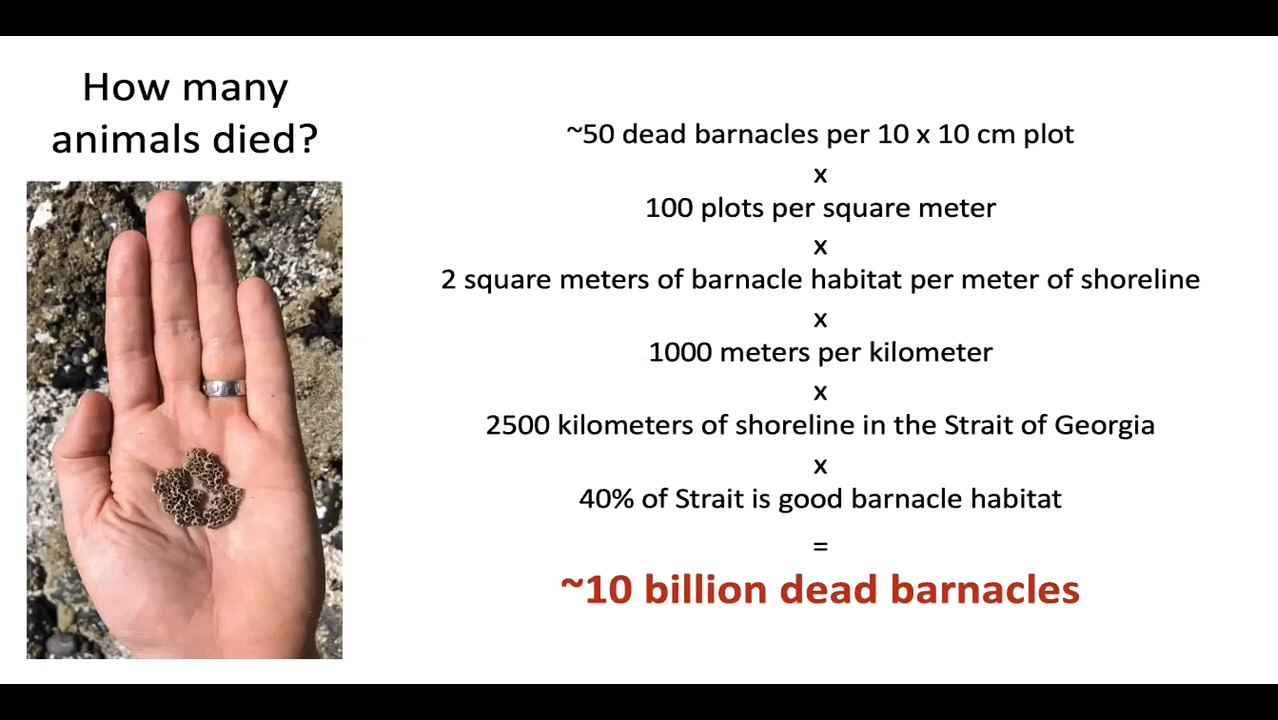 How many
animals died?
~50 dead barnacles per 10 x 10 cm plot
x
100 plots per square meter
x
2 square meters of barnacle habitat per meter of shoreline
x
1000 meters per kilometer
x
2500 kilometers of shoreline in the Strait of Georgia
x
40% of Strait is good barnacle habitat
=
~10 billion dead barnacles